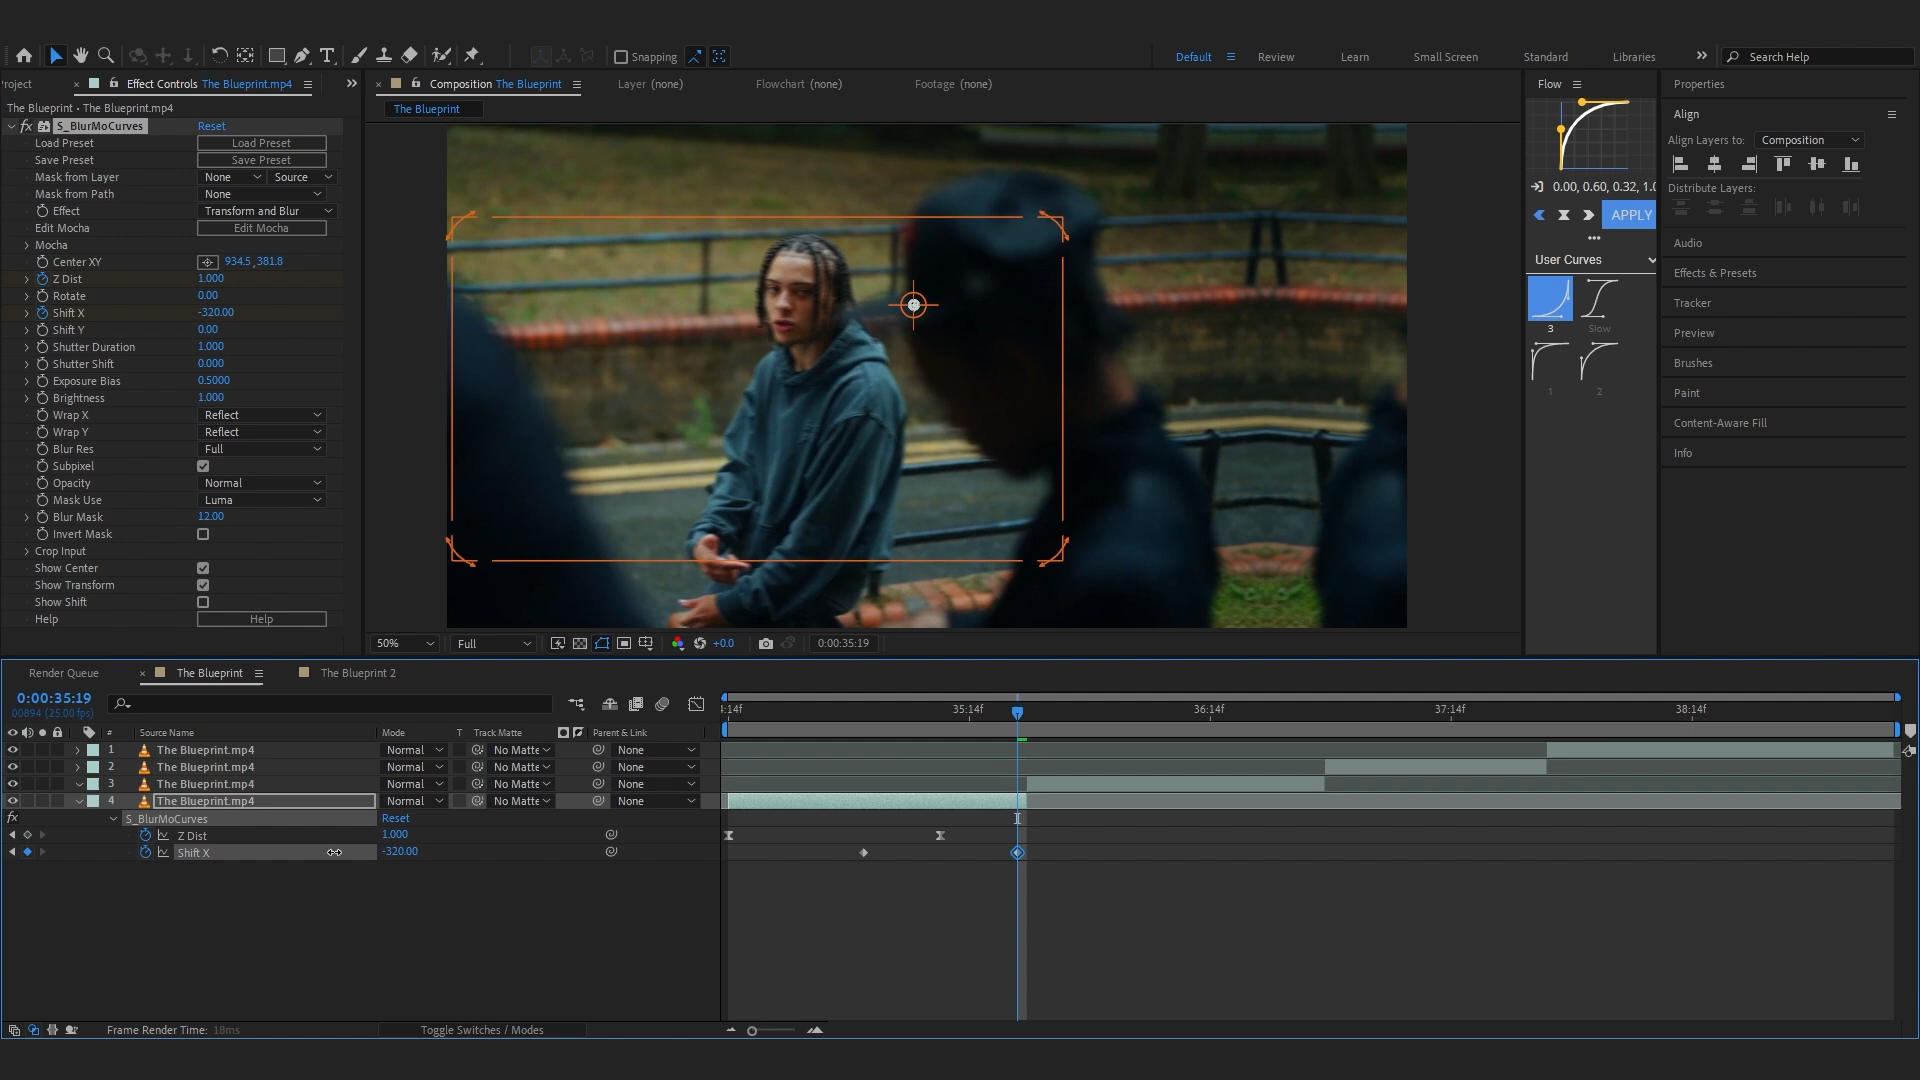 Snapping
Default
Review
Learn
Small Screen
Standard
Libraries
Search Help
roject
Effect Controls The Blueprint.mp4
The Blueprint • The Blueprint.mp4
fx S_BlurMoCurves Reset
Load Preset Load Preset
Save Preset Save Preset
Mask from Layer None Source
Mask from Path None
Effect Transform and Blur
Edit Mocha Edit Mocha
Mocha
Center XY 934.5, 381.8
Z Dist 1.000
Rotate 0.00
Shift X -320.00
Shift Y 0.00
Shutter Duration 1.000
Shutter Shift 0.000
Exposure Bias 0.5000
Brightness 1.000
Wrap X Reflect
Wrap Y Reflect
Blur Res Full
Subpixel
Opacity Normal
Mask Use Luma
Blur Mask 12.00
Invert Mask
Crop Input
Show Center
Show Transform
Show Shift
Help Help
Composition The Blueprint
Layer (none)
Flowchart (none)
Footage (none)
The Blueprint
50% Full +0.0 0:00:35:19
Flow
0.00, 0.60, 0.32, 1.0
APPLY
User Curves
3 Slow
1 2
Properties
Align
Align Layers to: Composition
Distribute Layers:
Audio
Effects & Presets
Tracker
Preview
Brushes
Paint
Content-Aware Fill
Info
Render Queue
The Blueprint
The Blueprint 2
0:00:35:19
00894 (25.00 fps)
4:14f 35:14f 36:14f 37:14f 38:14f
# Source Name Mode T Track Matte Parent & Link
1 The Blueprint.mp4 Normal No Matte None
2 The Blueprint.mp4 Normal No Matte None
3 The Blueprint.mp4 Normal No Matte None
4 The Blueprint.mp4 Normal No Matte None
fx S_BlurMoCurves Reset
Z Dist 1.000
Shift X -320.00
Frame Render Time: 18ms
Toggle Switches / Modes